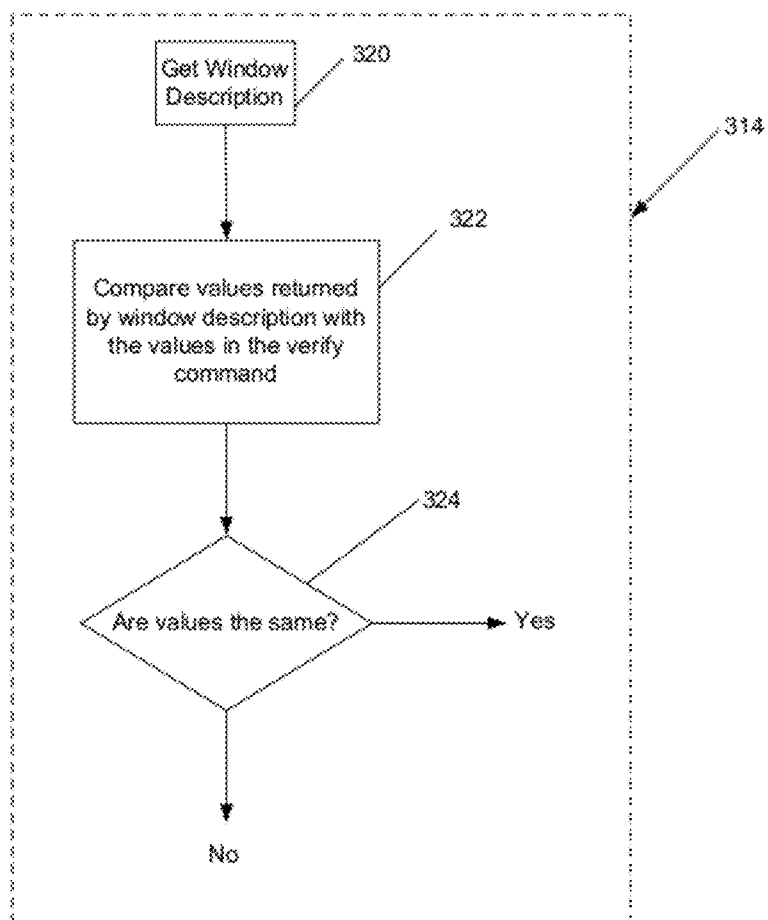 Get Window
Description
320
314
322
Compare values returned
by window description with
the values in the verify
command
324
Are values the same?
Yes
No